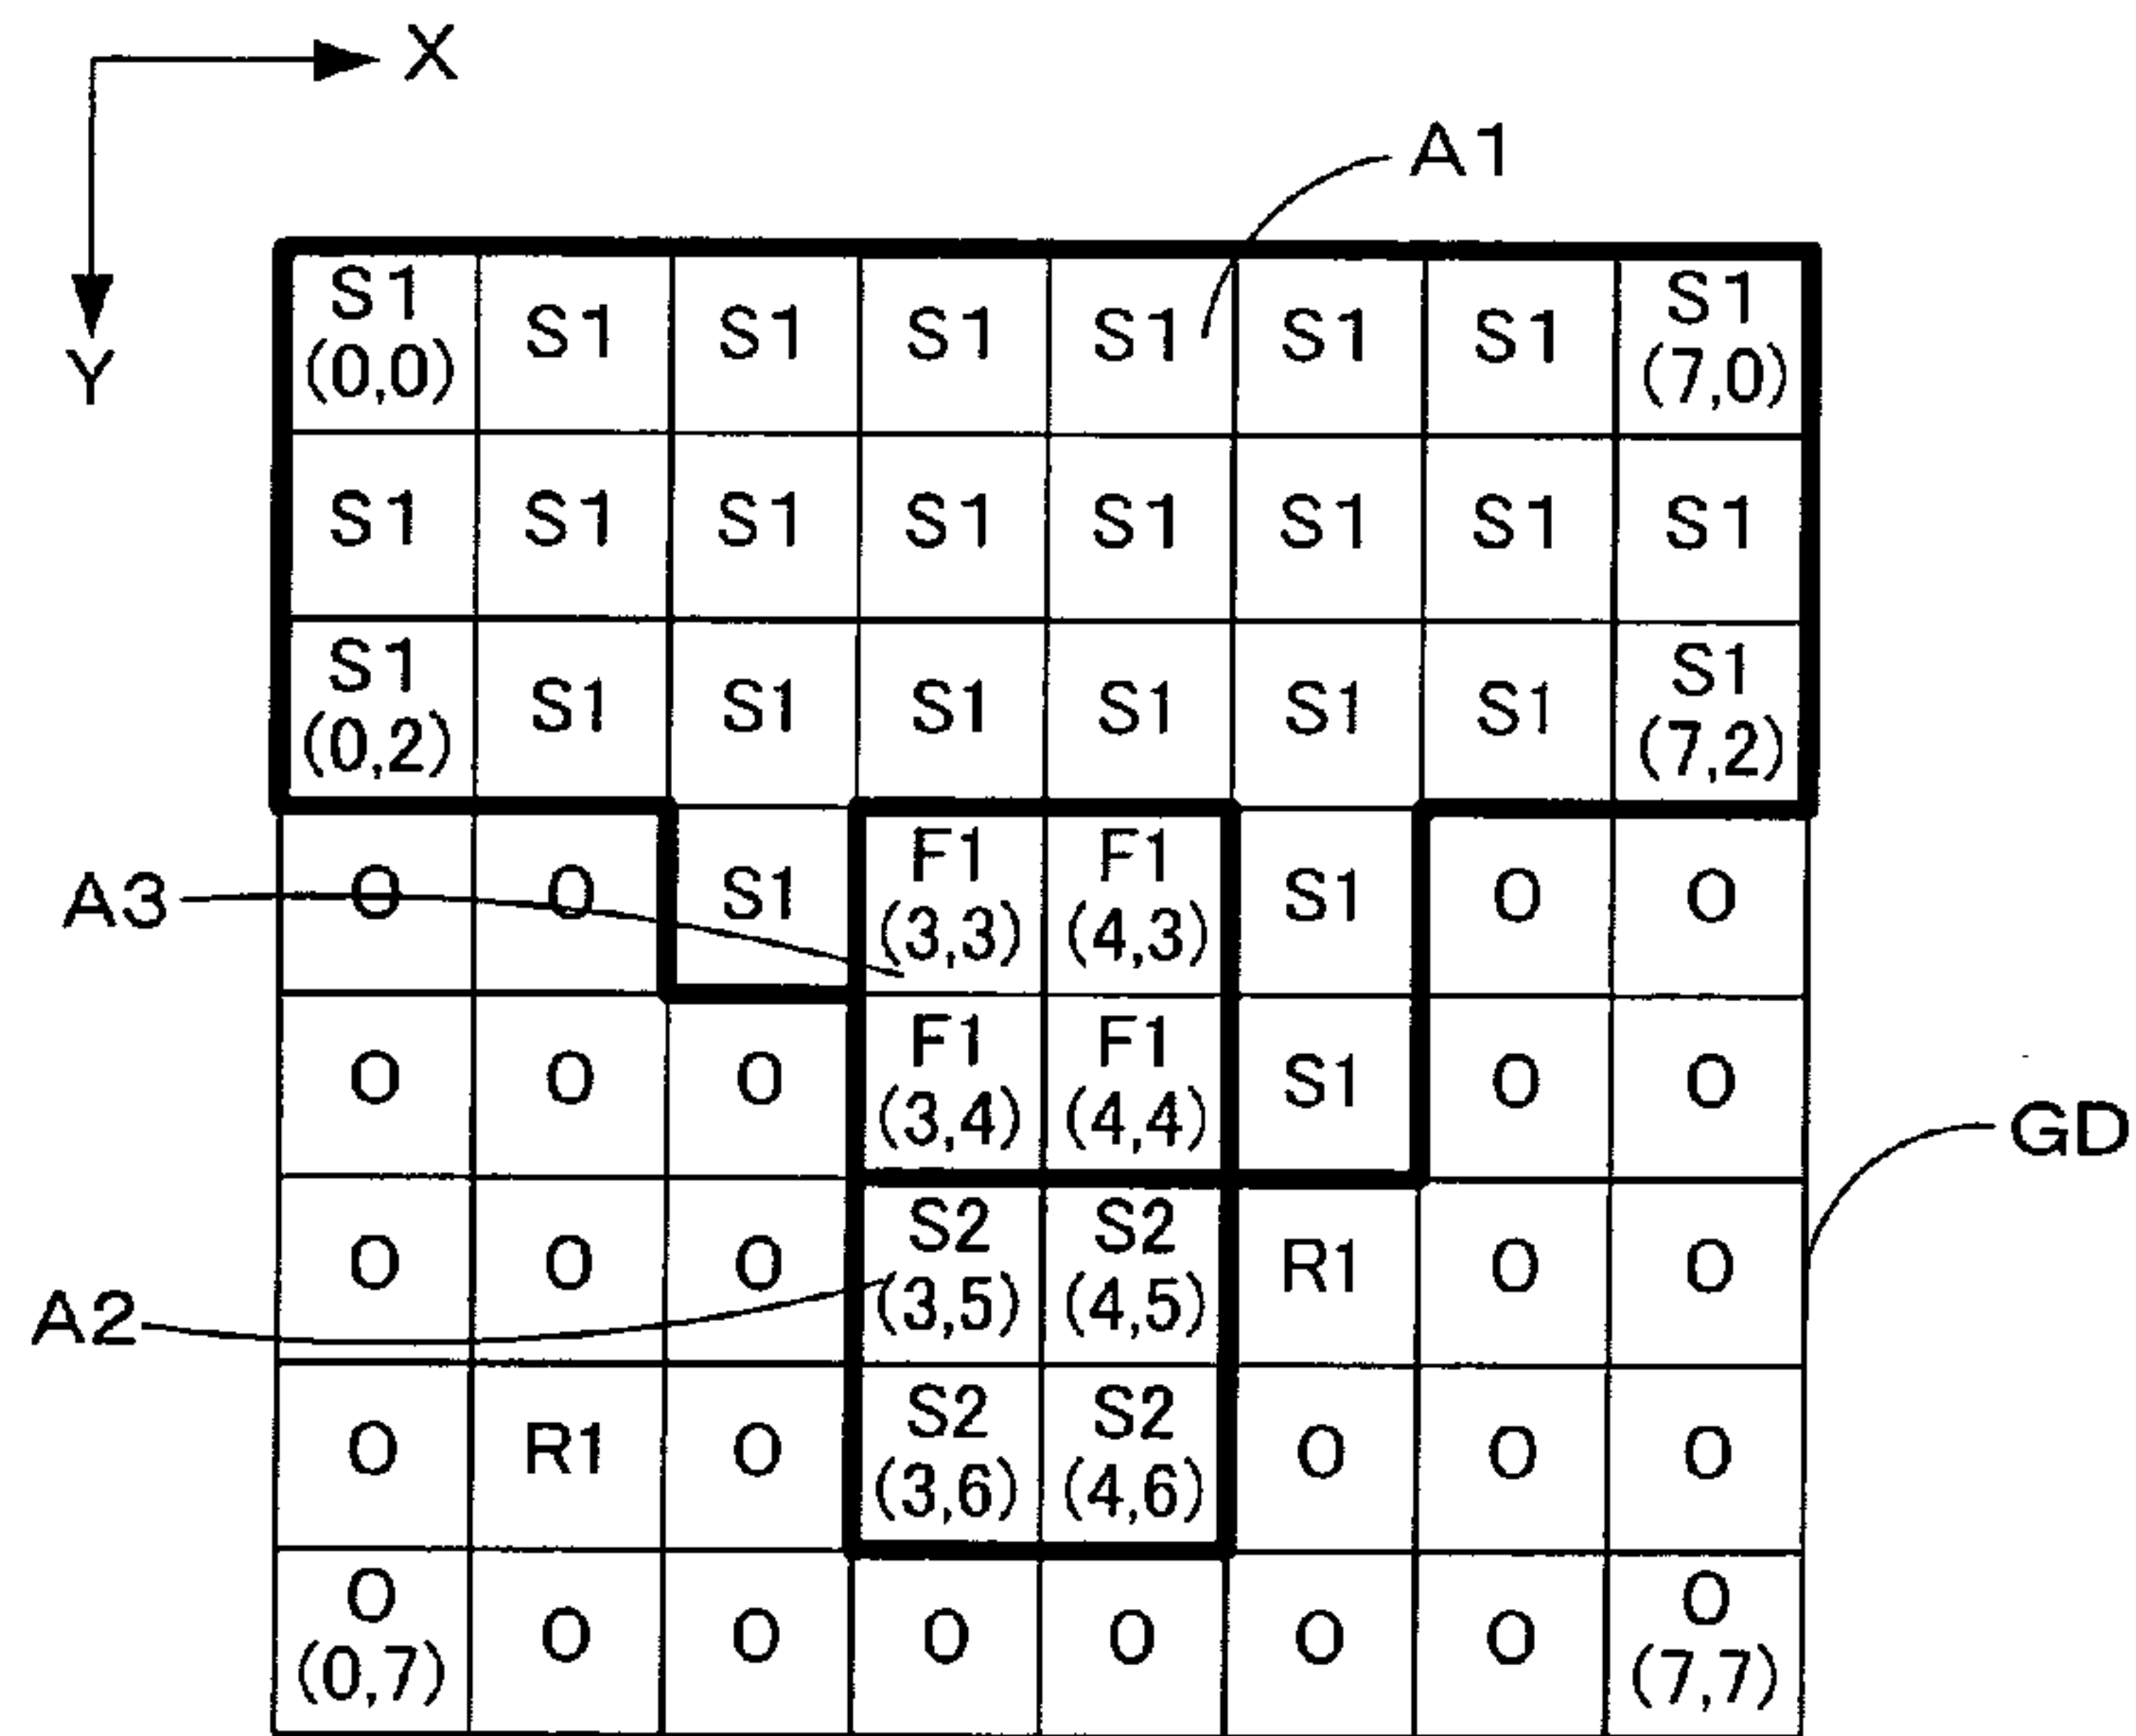 X
Y
A1
S1 S1 S1 S1 S1 S1 S1 S1
(0,0) (7,0)
S1 S1 S1 S1 S1 S1 S1 S1
S1 S1 S1 S1 S1 S1 S1 S1
(0,2) (7,2)
A3
O O S1 F1 F1 S1 O O
(3,3) (4,3)
O O O F1 F1 S1 O O
(3,4) (4,4)
GD
O O O S2 S2 R1 O O
(3,5) (4,5)
A2
O R1 O S2 S2 O O O
(3,6) (4,6)
O O O O O O O O
(0,7) (7,7)